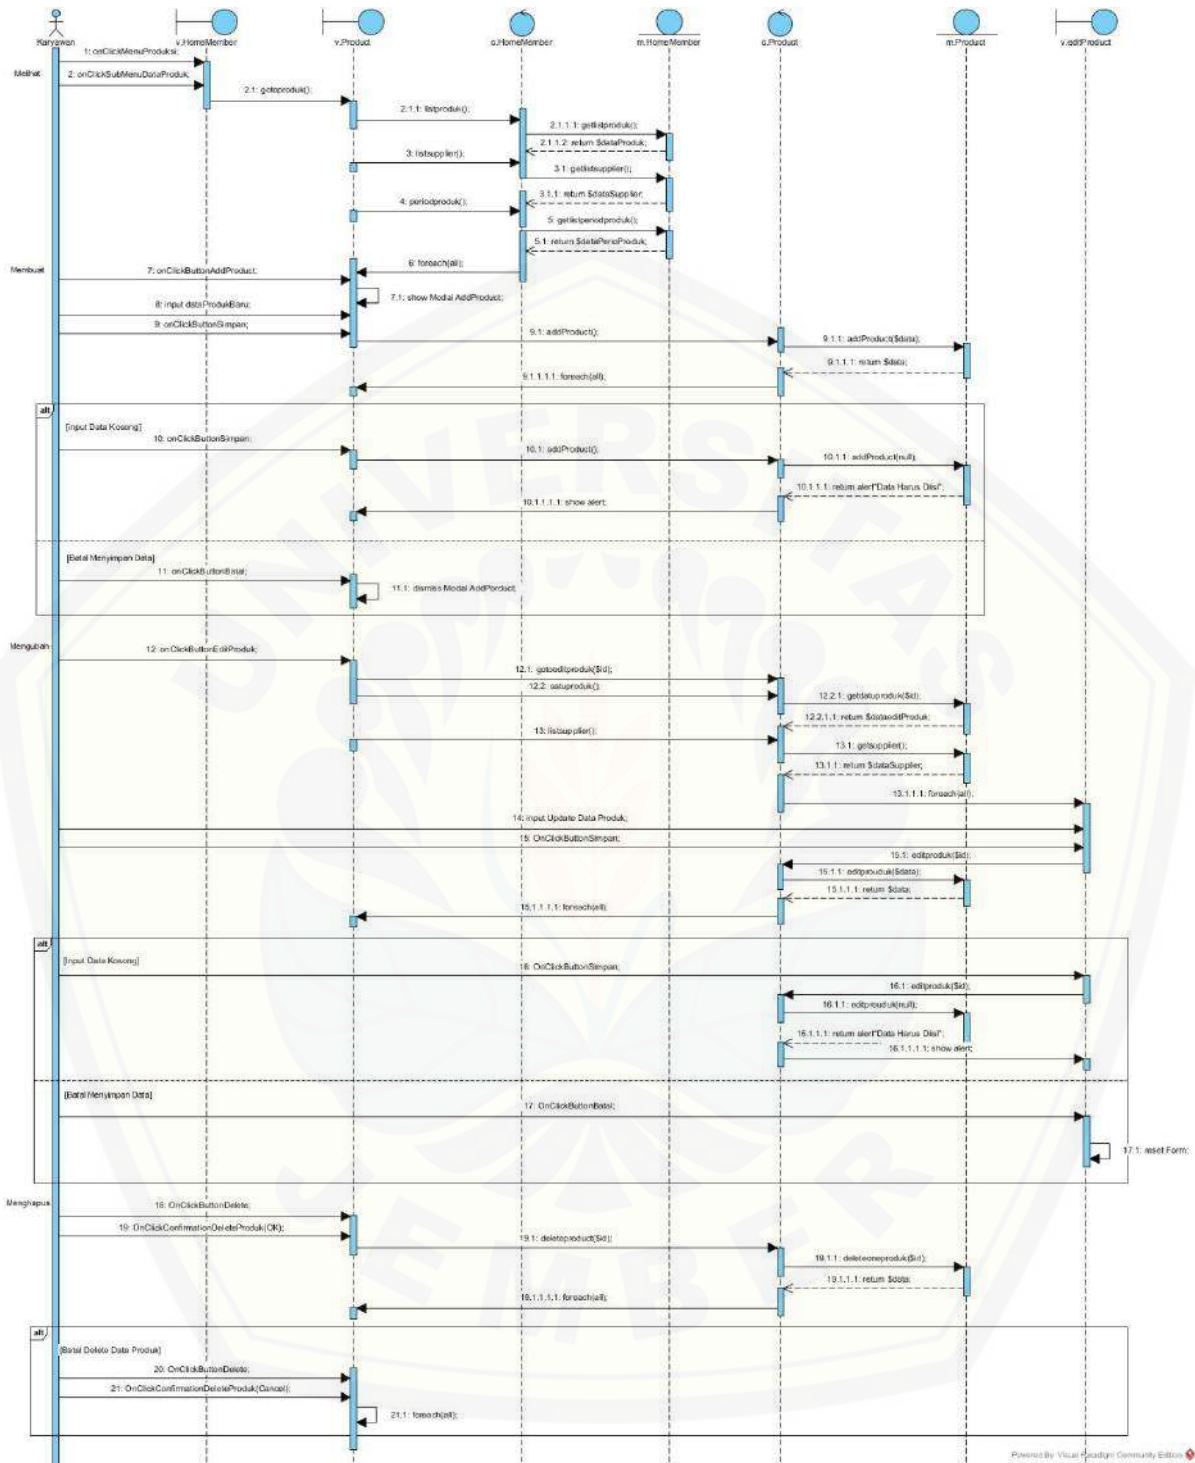 Karyawan
v.HomeMember
v.Product
c.HomeMember
m.HomeMember
c.Product
m.Product
v.editProduct
1: onClickMenuProduksi;
Melihat
2: onClickSubMenuDataProduk;
2.1: gotoproduk();
2.1.1: listproduk();
2.1.1.1: getlistproduk();
2.1.1.2: return $dataProduk;
3: listsupplier();
3.1: getlistsupplier();
3.1.1: return $dataSupplier;
4: periodproduk();
5: getlistperiodproduk();
5.1: return $dataPerioProduk;
6: foreach(all);
Membuat
7: onClickButtonAddProduct;
7.1: show Modal AddProduct;
8: input dataProdukBaru;
9: onClickButtonSimpan;
9.1: addProduct();
9.1.1: addProduct($data);
9.1.1.1: return $data;
9.1.1.1.1: foreach(all);
alt
[Input Data Kosong]
10: onClickButtonSimpan;
10.1: addProduct();
10.1.1: addProduct(null);
10.1.1.1: return alert"Data Harus Diisi";
10.1.1.1.1: show alert;
[Batal Menyimpan Data]
11: onClickButtonBatal;
11.1: dismiss Modal AddPorduct;
Mengubah
12: onClickButtonEditProduk;
12.1: gotoeditproduk($id);
12.2: satuproduk();
12.2.1: getdatuproduk($id);
12.2.1.1: return $dataeditProduk;
13: listsupplier();
13.1: getsupplier();
13.1.1: return $dataSupplier;
13.1.1.1: foreach(all);
14: input Update Data Produk;
15: OnClickButtonSimpan;
15.1: editproduk($id);
15.1.1: editprouduk($data);
15.1.1.1: return $data;
15.1.1.1.1: foreach(all);
alt
[Input Data Kosong]
16: OnClickButtonSimpan;
16.1: editproduk($id);
16.1.1: editprouduk(null);
16.1.1.1: return alert"Data Harus Diisi";
16.1.1.1.1: show alert;
[Batal Menyimpan Data]
17: OnClickButtonBatal;
17.1: reset Form;
Menghapus
18: OnClickButtonDelete;
19: OnClickConfirmationDeleteProduk(OK);
19.1: deleteproduct($id);
19.1.1: deleteoneproduk($id);
19.1.1.1: return $data;
19.1.1.1.1: foreach(all);
alt
[Batal Delete Data Produk]
20: OnClickButtonDelete;
21: OnClickConfirmationDeleteProduk(Cancel);
21.1: foreach(all);
Powered By Visual Paradigm Community Edition
UNIVERSITAS
JEMBER